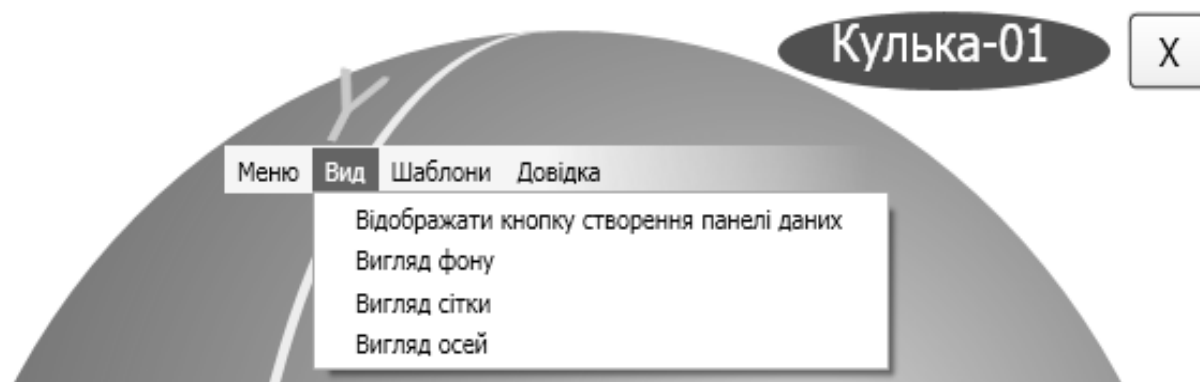 Кулька-01
X
Y
Меню Вид Шаблони Довідка
Відображати кнопку створення панелі даних
Вигляд фону
Вигляд сітки
Вигляд осей